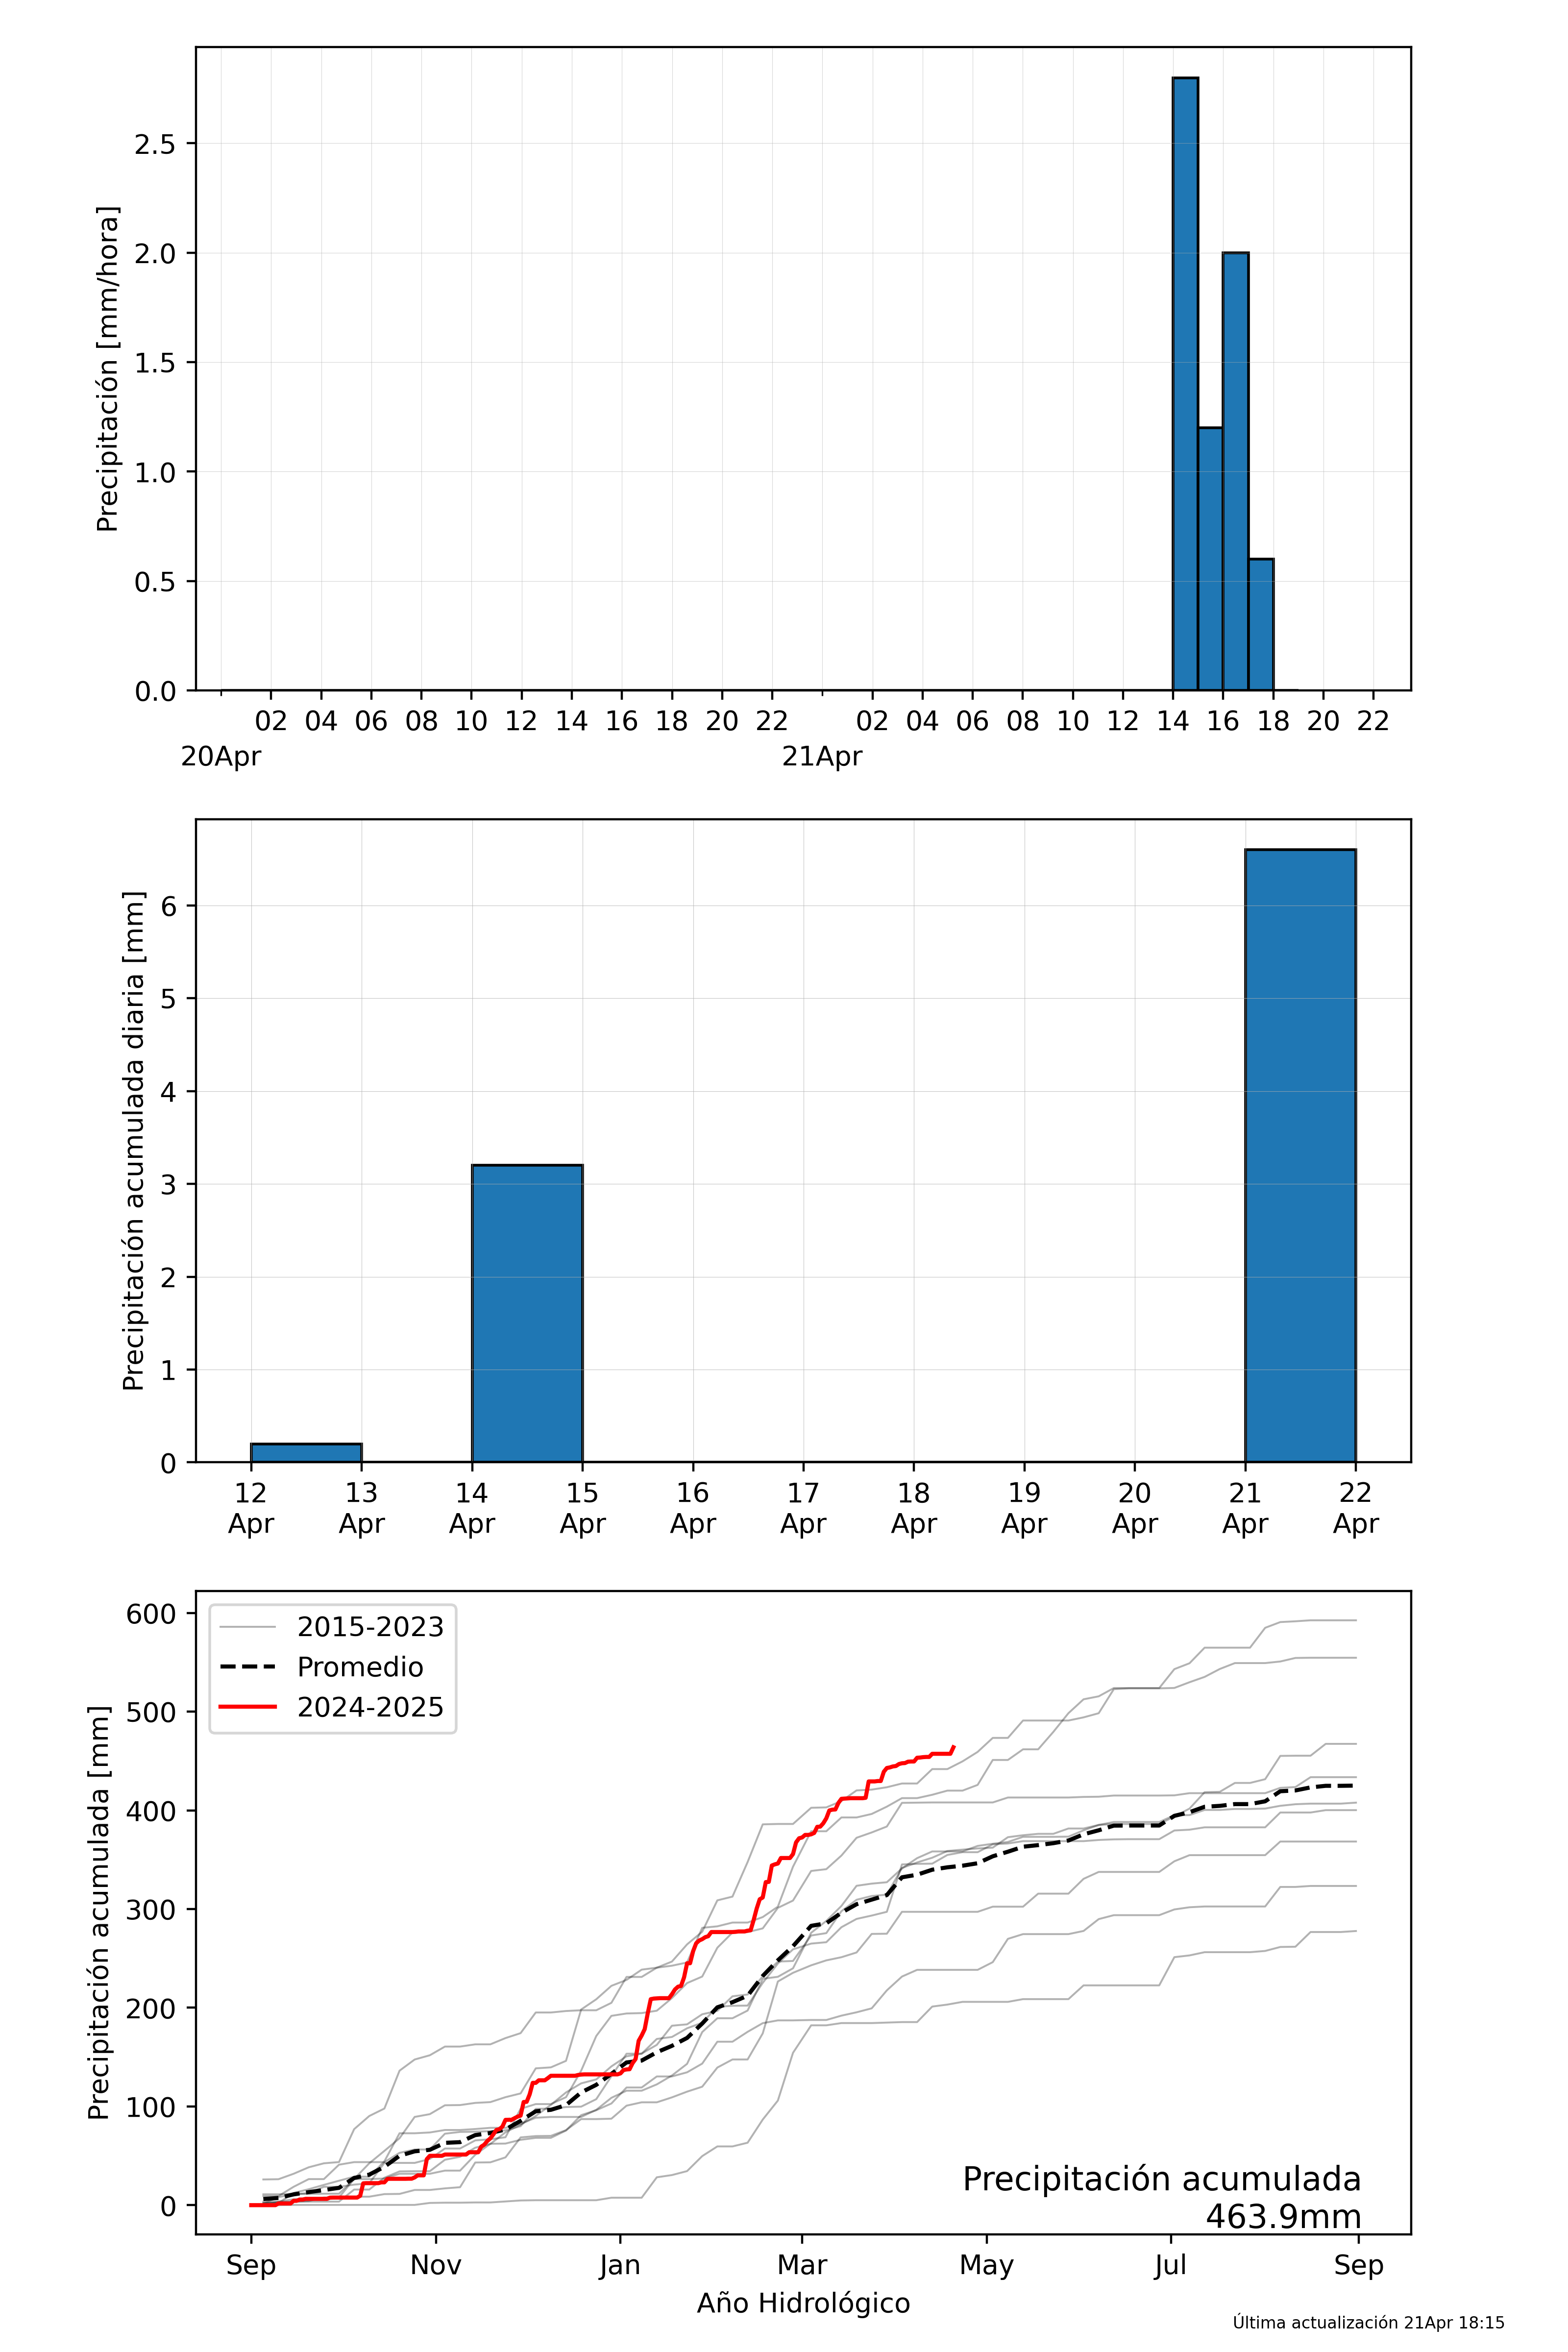 Precipitación [mm/hora]
2.5
2.0
1.5
1.0
0.5
0.0
02 04 06 08 10 12 14 16 18 20 22 02 04 06 08 10 12 14 16 18 20 22
20Apr 21Apr
Precipitación acumulada diaria [mm]
6
5
4
3
2
1
0
12 13 14 15 16 17 18 19 20 21 22
Apr Apr Apr Apr Apr Apr Apr Apr Apr Apr Apr
Precipitación acumulada [mm]
600
500
400
300
200
100
0
2015-2023
Promedio
2024-2025
Precipitación acumulada
463.9mm
Sep Nov Jan Mar May Jul Sep
Año Hidrológico
Última actualización 21Apr 18:15